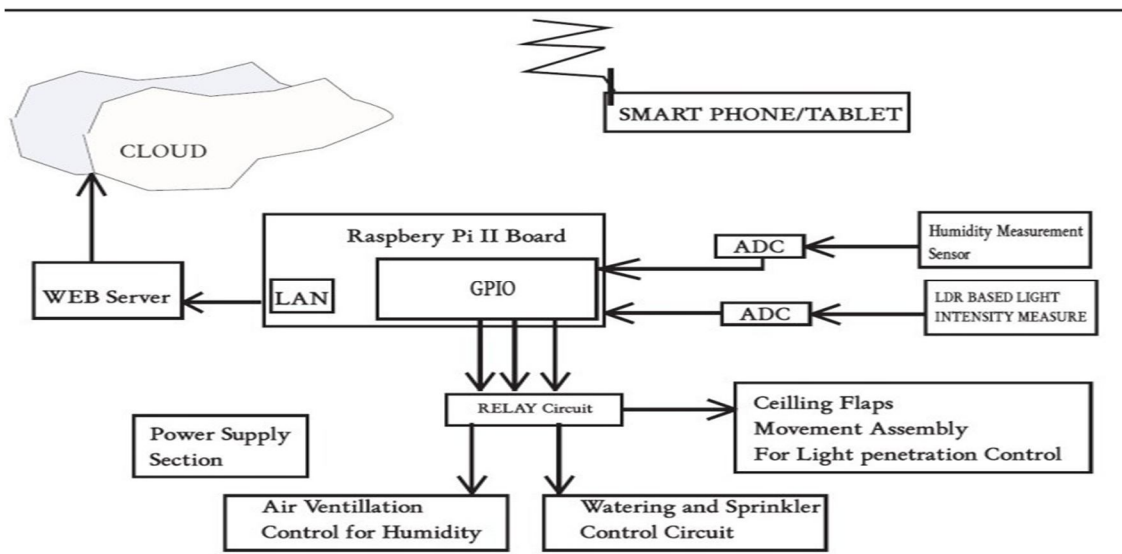 SMART PHONE/TABLET
CLOUD
Raspbery Pi II Board
ADC
Humidity Measurement
Sensor
WEB Server
LAN
GPIO
ADC
LDR BASED LIGHT
INTENSITY MEASURE
RELAY Circuit
Ceilling Flaps
Movement Assembly
For Light penetration Control
Power Supply
Section
Air Ventillation
Control for Humidity
Watering and Sprinkler
Control Circuit